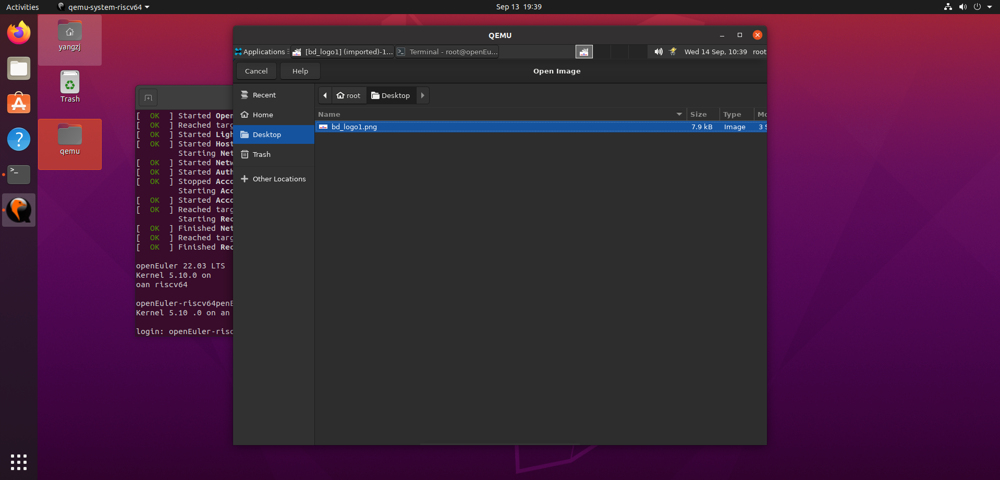 Activities
qemu-system-riscv64
Sep 13 19:39
yangzj
Trash
qemu
[ OK ] Started Open
[ OK ] Reached targ
[ OK ] Started Ligh
[ OK ] Started Host
Starting Net
[ OK ] Started Netw
[ OK ] Started Auth
[ OK ] Stopped Acco
Starting Acc
[ OK ] Started Acco
[ OK ] Reached targ
Starting Rec
[ OK ] Finished Net
[ OK ] Reached targ
[ OK ] Finished Rec
openEuler 22.03 LTS
Kernel 5.10.0 on
oan riscv64
openEuler-riscv64penE
Kernel 5.10 .0 on an
login: openEuler-risc
QEMU
Applications
[bd_logo1] (imported)-1...
Terminal - root@openEu...
Wed 14 Sep, 10:39
root
Cancel
Help
Open Image
Recent
Home
Desktop
Trash
Other Locations
root
Desktop
Name
Size
Type
Mo
bd_logo1.png
7.9 kB
Image
3 S